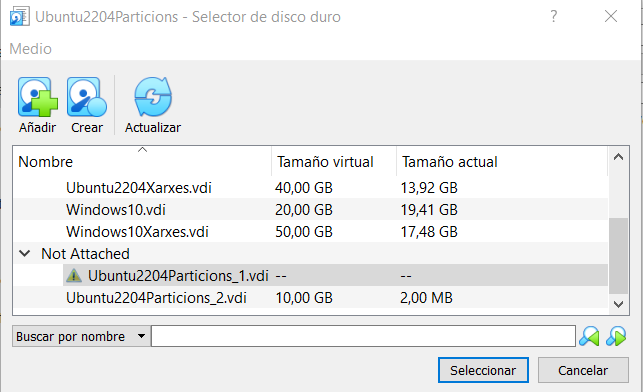 Ubuntu2204Particions - Selector de disco duro ?
Medio
Añadir Crear Actualizar
Nombre Tamaño virtual Tamaño actual
Ubuntu2204Xarxes.vdi 40,00 GB 13,92 GB
Windows10.vdi 20,00 GB 19,41 GB
Windows10Xarxes.vdi 50,00 GB 17,48 GB
Not Attached
Ubuntu2204Particions_1.vdi -- --
Ubuntu2204Particions_2.vdi 10,00 GB 2,00 MB
Buscar por nombre
Seleccionar Cancelar